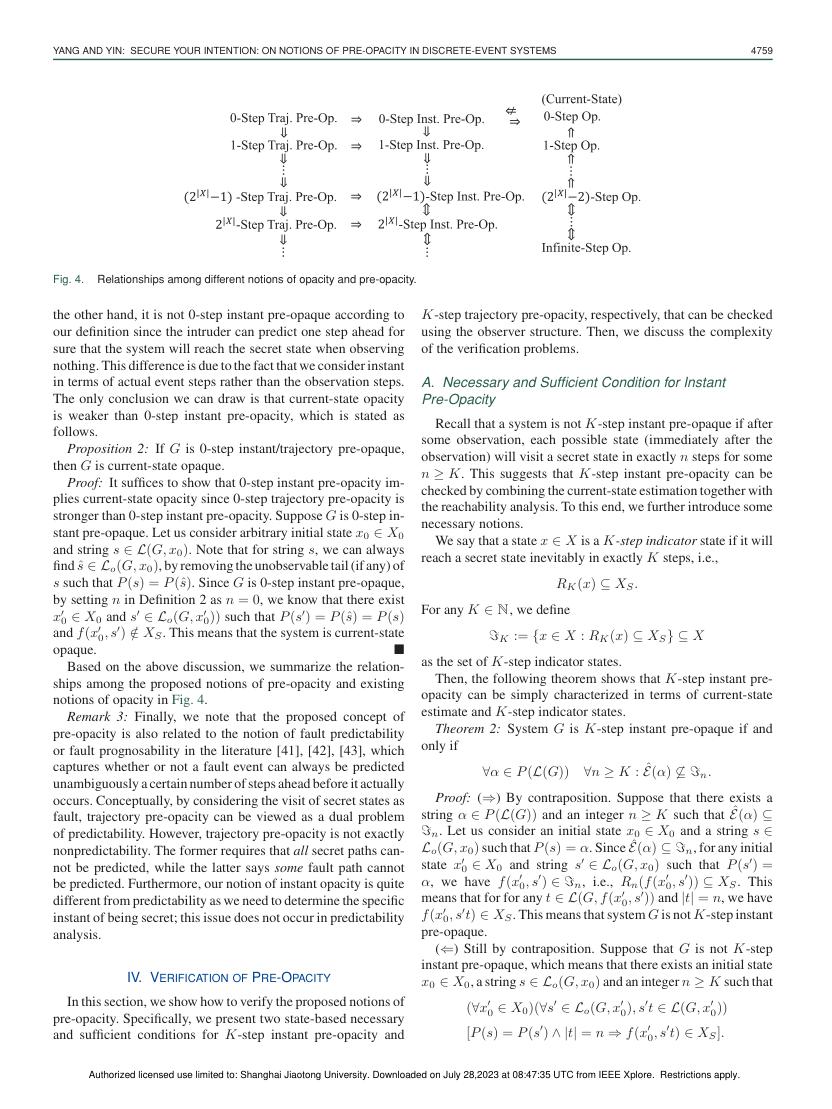 YANG AND YIN: SECURE YOUR INTENTION: ON NOTIONS OF PRE-OPACITY IN DISCRETE-EVENT SYSTEMS 4759
(Current-State)
0-Step Traj. Pre-Op. ⇒ 0-Step Inst. Pre-Op. ⇍ ⇒ 0-Step Op.
⇓ ⇓ ⇑
1-Step Traj. Pre-Op. ⇒ 1-Step Inst. Pre-Op. 1-Step Op.
⇓ ⇓ ⇑
⋮ ⋮ ⋮
⇓ ⇓ ⇑
(2^{|X|}−1) -Step Traj. Pre-Op. ⇒ (2^{|X|}−1)-Step Inst. Pre-Op. (2^{|X|}−2)-Step Op.
⇓ ⇕ ⇕
2^{|X|}-Step Traj. Pre-Op. ⇒ 2^{|X|}-Step Inst. Pre-Op. ⋮
⇓ ⇕ ⇕
⋮ ⋮ Infinite-Step Op.
Fig. 4. Relationships among different notions of opacity and pre-opacity.
the other hand, it is not 0-step instant pre-opaque according to
our definition since the intruder can predict one step ahead for
sure that the system will reach the secret state when observing
nothing. This difference is due to the fact that we consider instant
in terms of actual event steps rather than the observation steps.
The only conclusion we can draw is that current-state opacity
is weaker than 0-step instant pre-opacity, which is stated as
follows.
Proposition 2: If G is 0-step instant/trajectory pre-opaque,
then G is current-state opaque.
Proof: It suffices to show that 0-step instant pre-opacity im-
plies current-state opacity since 0-step trajectory pre-opacity is
stronger than 0-step instant pre-opacity. Suppose G is 0-step in-
stant pre-opaque. Let us consider arbitrary initial state x_0 ∈ X_0
and string s ∈ L(G, x_0). Note that for string s, we can always
find ŝ ∈ L_o(G, x_0), by removing the unobservable tail (if any) of
s such that P(s) = P(ŝ). Since G is 0-step instant pre-opaque,
by setting n in Definition 2 as n = 0, we know that there exist
x′_0 ∈ X_0 and s′ ∈ L_o(G, x′_0)) such that P(s′) = P(ŝ) = P(s)
and f(x′_0, s′) ∉ X_S. This means that the system is current-state
opaque. ■
Based on the above discussion, we summarize the relation-
ships among the proposed notions of pre-opacity and existing
notions of opacity in Fig. 4.
Remark 3: Finally, we note that the proposed concept of
pre-opacity is also related to the notion of fault predictability
or fault prognosability in the literature [41], [42], [43], which
captures whether or not a fault event can always be predicted
unambiguously a certain number of steps ahead before it actually
occurs. Conceptually, by considering the visit of secret states as
fault, trajectory pre-opacity can be viewed as a dual problem
of predictability. However, trajectory pre-opacity is not exactly
nonpredictability. The former requires that all secret paths can-
not be predicted, while the latter says some fault path cannot
be predicted. Furthermore, our notion of instant opacity is quite
different from predictability as we need to determine the specific
instant of being secret; this issue does not occur in predictability
analysis.
IV. VERIFICATION OF PRE-OPACITY
In this section, we show how to verify the proposed notions of
pre-opacity. Specifically, we present two state-based necessary
and sufficient conditions for K-step instant pre-opacity and
K-step trajectory pre-opacity, respectively, that can be checked
using the observer structure. Then, we discuss the complexity
of the verification problems.
A. Necessary and Sufficient Condition for Instant
Pre-Opacity
Recall that a system is not K-step instant pre-opaque if after
some observation, each possible state (immediately after the
observation) will visit a secret state in exactly n steps for some
n ≥ K. This suggests that K-step instant pre-opacity can be
checked by combining the current-state estimation together with
the reachability analysis. To this end, we further introduce some
necessary notions.
We say that a state x ∈ X is a K-step indicator state if it will
reach a secret state inevitably in exactly K steps, i.e.,
R_K(x) ⊆ X_S.
For any K ∈ ℕ, we define
ℑ_K := {x ∈ X : R_K(x) ⊆ X_S} ⊆ X
as the set of K-step indicator states.
Then, the following theorem shows that K-step instant pre-
opacity can be simply characterized in terms of current-state
estimate and K-step indicator states.
Theorem 2: System G is K-step instant pre-opaque if and
only if
∀α ∈ P(L(G)) ∀n ≥ K : Ê(α) ⊈ ℑ_n.
Proof: (⇒) By contraposition. Suppose that there exists a
string α ∈ P(L(G)) and an integer n ≥ K such that Ê(α) ⊆
ℑ_n. Let us consider an initial state x_0 ∈ X_0 and a string s ∈
L_o(G, x_0) such that P(s) = α. Since Ê(α) ⊆ ℑ_n, for any initial
state x′_0 ∈ X_0 and string s′ ∈ L_o(G, x_0) such that P(s′) =
α, we have f(x′_0, s′) ∈ ℑ_n, i.e., R_n(f(x′_0, s′)) ⊆ X_S. This
means that for for any t ∈ L(G, f(x′_0, s′)) and |t| = n, we have
f(x′_0, s′t) ∈ X_S. This means that system G is not K-step instant
pre-opaque.
(⇐) Still by contraposition. Suppose that G is not K-step
instant pre-opaque, which means that there exists an initial state
x_0 ∈ X_0, a string s ∈ L_o(G, x_0) and an integer n ≥ K such that
(∀x′_0 ∈ X_0)(∀s′ ∈ L_o(G, x′_0), s′t ∈ L(G, x′_0))
[P(s) = P(s′) ∧ |t| = n ⇒ f(x′_0, s′t) ∈ X_S].
Authorized licensed use limited to: Shanghai Jiaotong University. Downloaded on July 28,2023 at 08:47:35 UTC from IEEE Xplore. Restrictions apply.